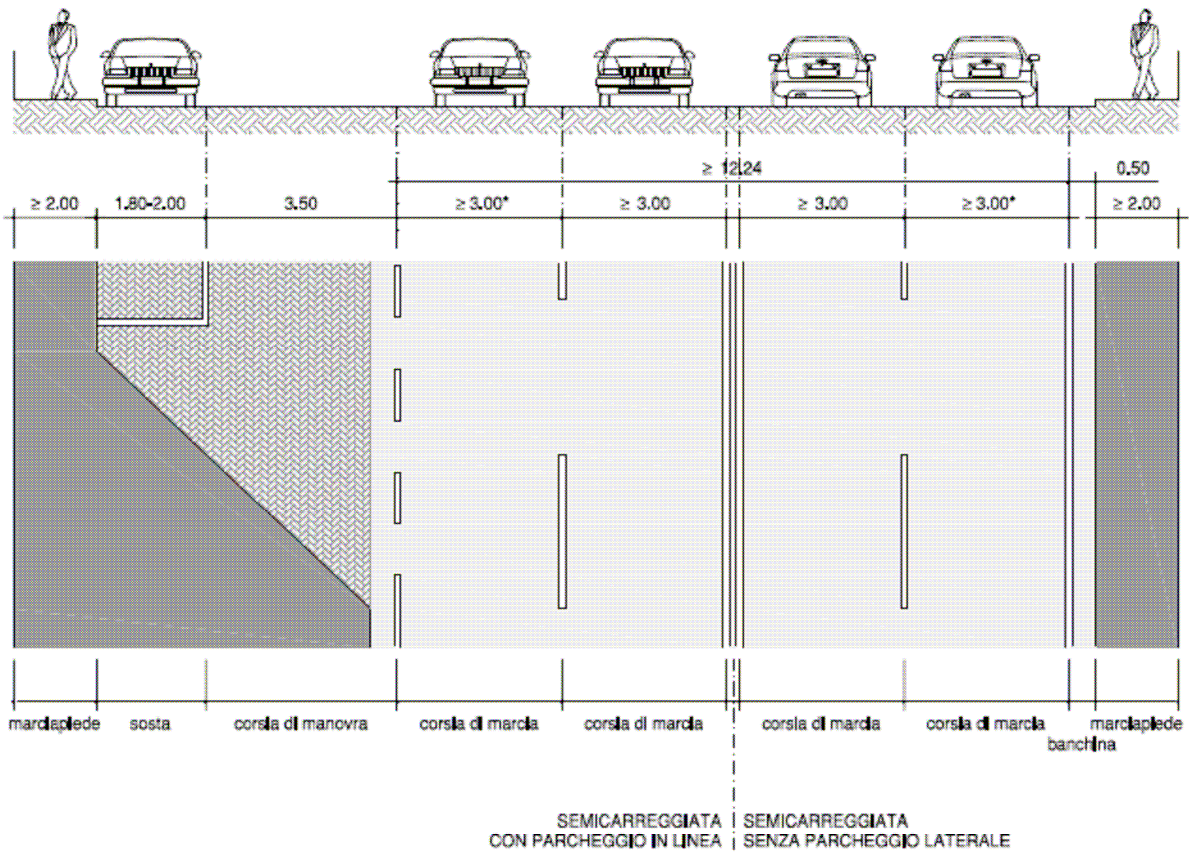 ≥ 12.24 0.50
≥ 2.00 1.80-2.00 3.50 ≥ 3.00* ≥ 3.00 ≥ 3.00 ≥ 3.00* ≥ 2.00
marciapiede sosta corsia di manovra corsia di marcia corsia di marcia corsia di marcia corsia di marcia marciapiede
banchina
SEMICARREGGIATA SEMICARREGGIATA
CON PARCHEGGIO IN LINEA SENZA PARCHEGGIO LATERALE